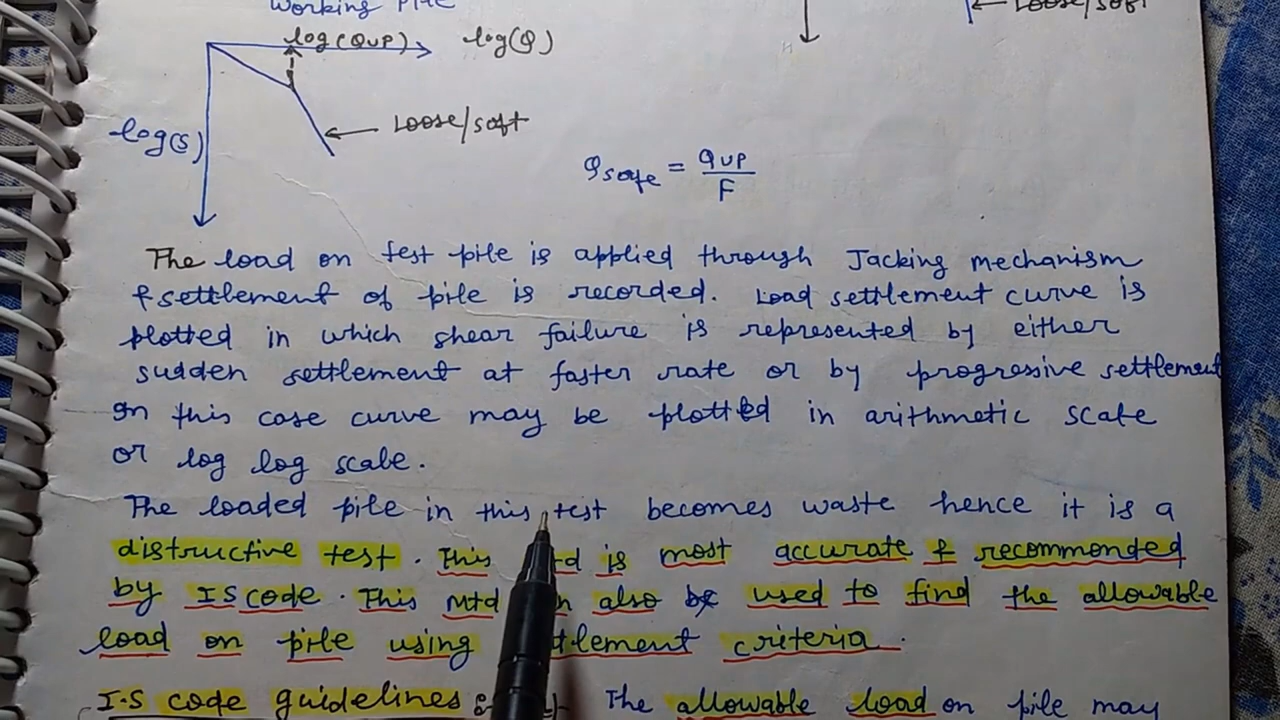 Working Pile
log(QUP) log(Q)
Loose/soft
log(S)
Loose/soft
Qsafe = QUP/F
The load on test pile is applied through Jacking mechanism
& settlement of pile is recorded. Load settlement curve is
plotted in which shear failure is represented by either
sudden settlement at faster rate or by progressive settlement
In this case curve may be plotted in arithmetic scale
or log log scale.
The loaded pile in this test becomes waste hence it is a
distructive test. This is most accurate & recommonded
by IS code. This Mtd also be used to find the allowable
load on pile using criteria.
I.S code guidelines :- The allowable load on pile may